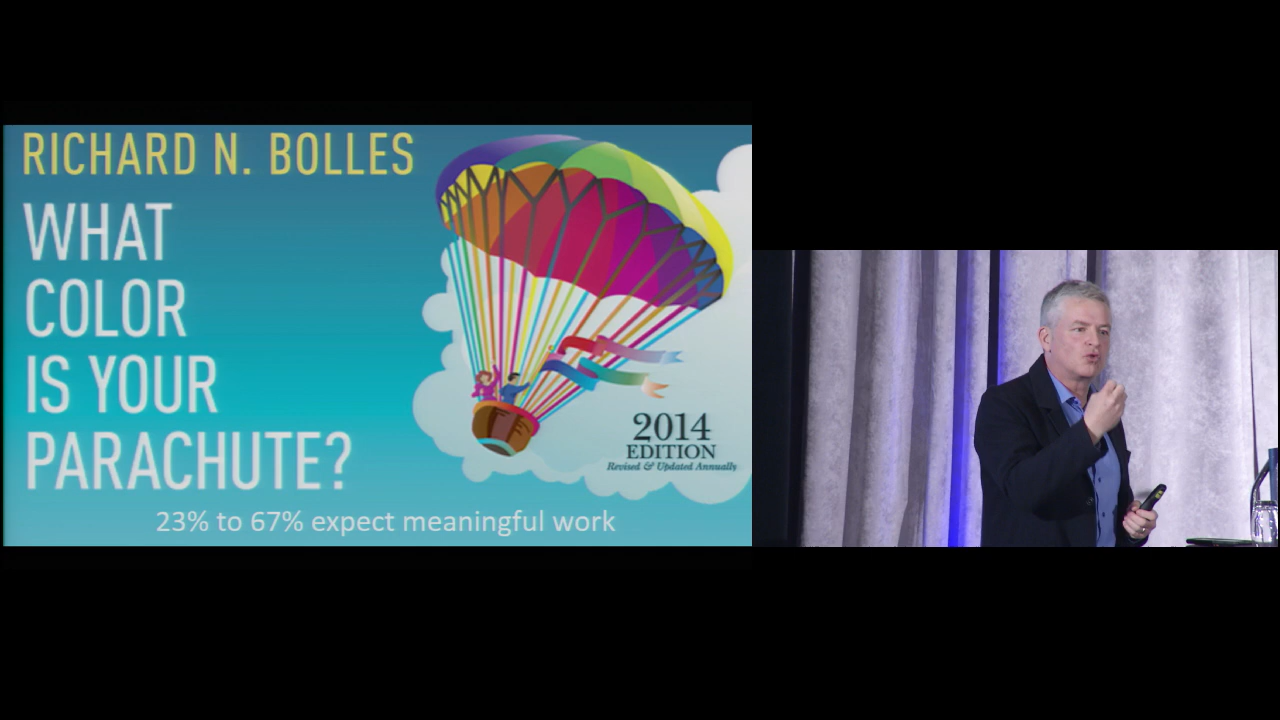 RICHARD N. BOLLES
WHAT
COLOR
IS YOUR
PARACHUTE?
2014
EDITION
Revised & Updated Annually
23% to 67% expect meaningful work